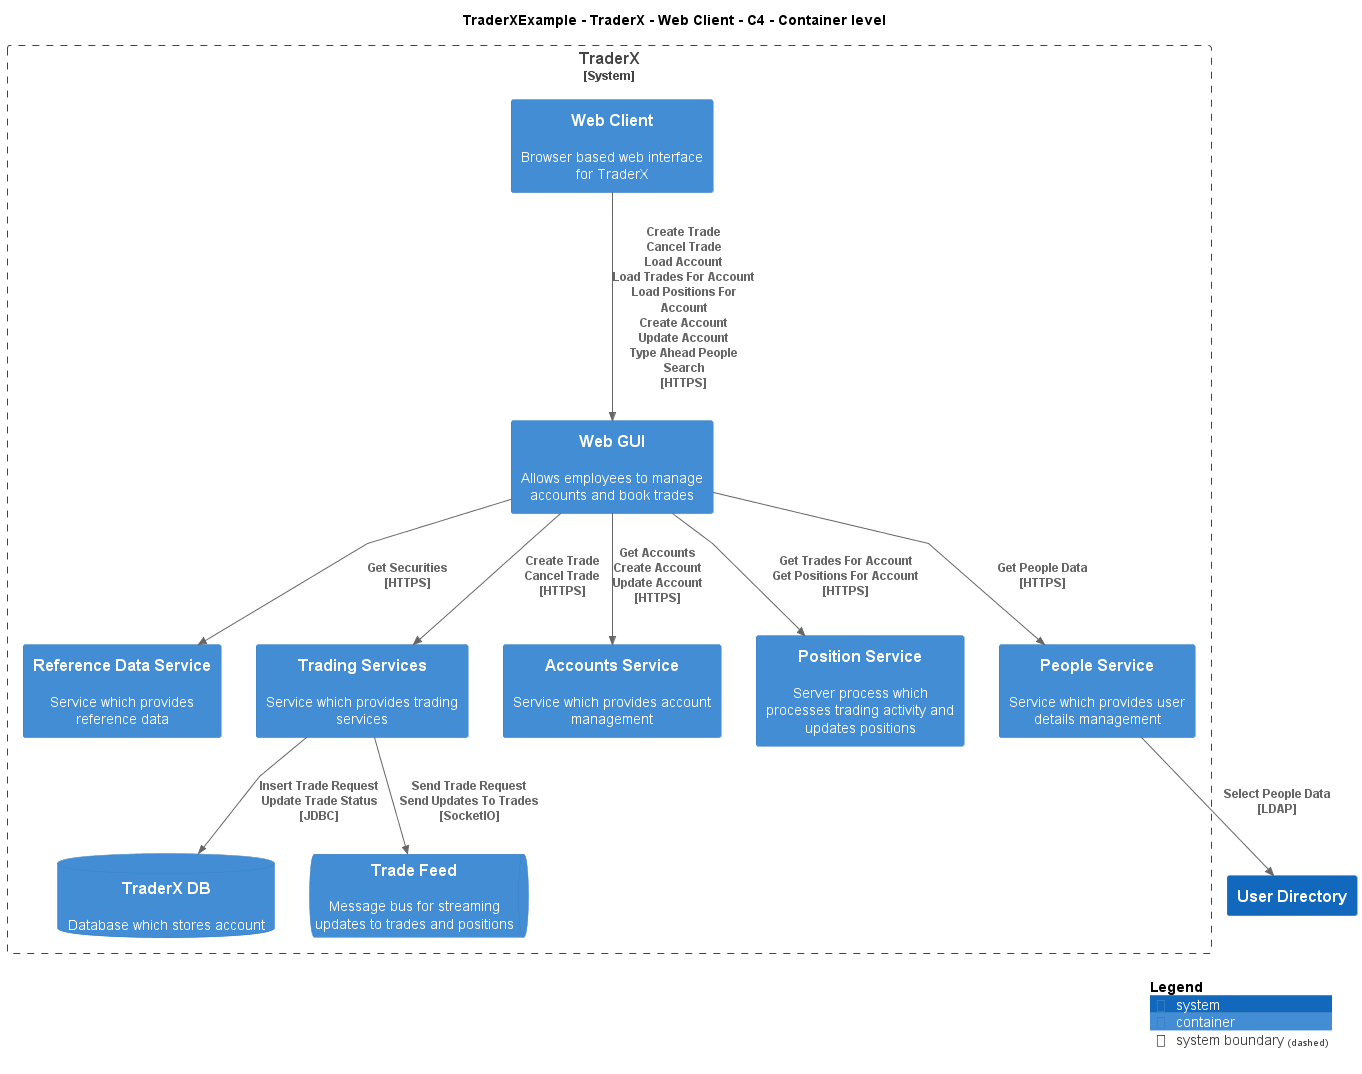 TraderXExample - TraderX - Web Client - C4 - Container level
TraderX
[System]
Web Client
Browser based web interface
for TraderX
Create Trade
Cancel Trade
Load Account
Load Trades For Account
Load Positions For
Account
Create Account
Update Account
Type Ahead People
Search
[HTTPS]
Web GUI
Allows employees to manage
accounts and book trades
Get Securities
[HTTPS]
Create Trade
Cancel Trade
[HTTPS]
Get Accounts
Create Account
Update Account
[HTTPS]
Get Trades For Account
Get Positions For Account
[HTTPS]
Get People Data
[HTTPS]
Reference Data Service
Service which provides
reference data
Trading Services
Service which provides trading
services
Accounts Service
Service which provides account
management
Position Service
Server process which
processes trading activity and
updates positions
People Service
Service which provides user
details management
Insert Trade Request
Update Trade Status
[JDBC]
Send Trade Request
Send Updates To Trades
[SocketIO]
Select People Data
[LDAP]
TraderX DB
Database which stores account
Trade Feed
Message bus for streaming
updates to trades and positions
User Directory
Legend
system
container
system boundary (dashed)